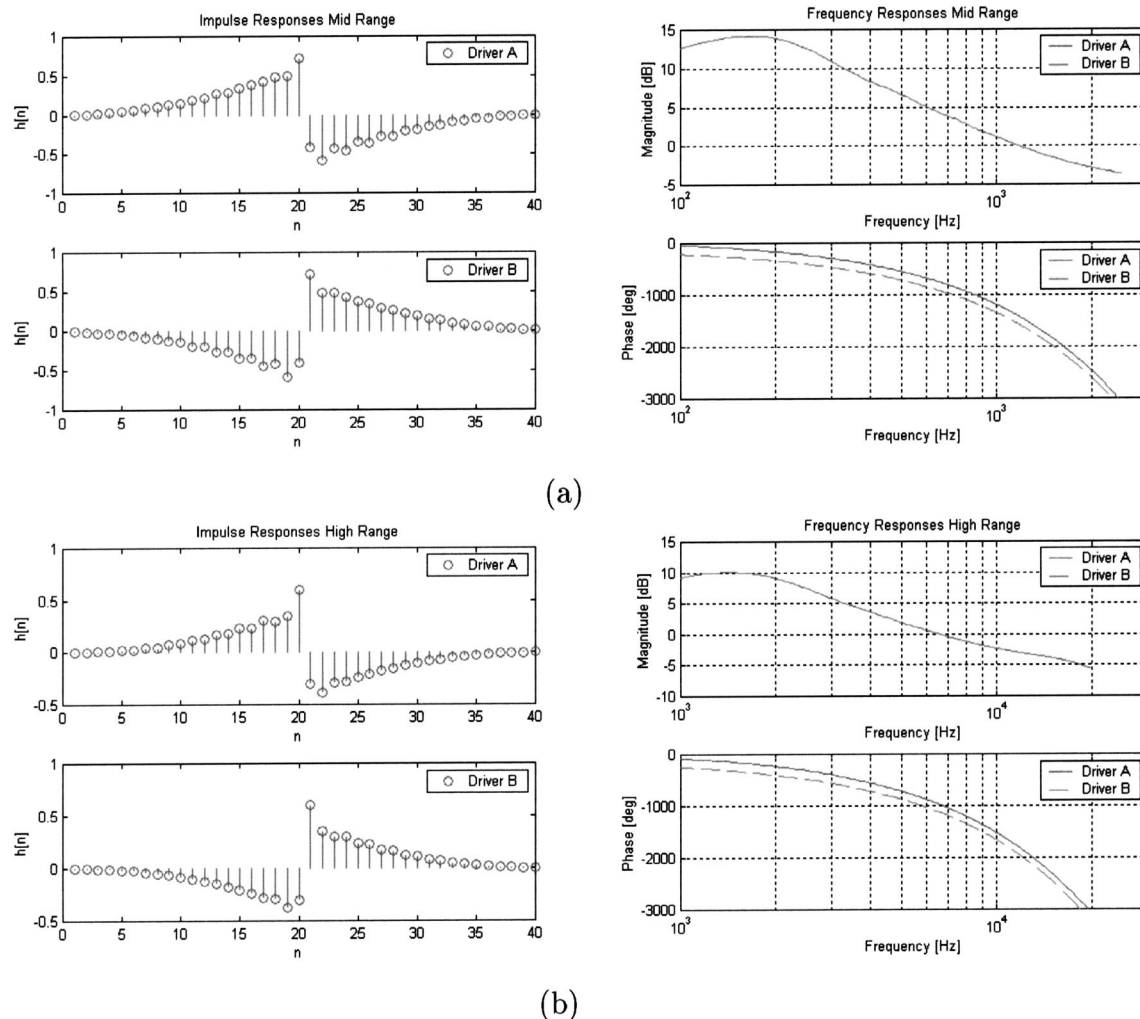 Impulse Responses Mid Range
1
0.5
0
-0.5
-1
h[n]
Driver A
0 5 10 15 20 25 30 35 40
n
1
0.5
0
-0.5
-1
h[n]
Driver B
0 5 10 15 20 25 30 35 40
n
Frequency Responses Mid Range
15
10
5
0
-5
Magnitude [dB]
Driver A
Driver B
10² 10³
Frequency [Hz]
0
-1000
-2000
-3000
Phase [deg]
Driver A
Driver B
10² 10³
Frequency [Hz]
(a)
Impulse Responses High Range
1
0.5
0
-0.5
h[n]
Driver A
0 5 10 15 20 25 30 35 40
n
1
0.5
0
-0.5
h[n]
Driver B
0 5 10 15 20 25 30 35 40
n
Frequency Responses High Range
15
10
5
0
-5
-10
Magnitude [dB]
Driver A
Driver B
10³ 10⁴
Frequency [Hz]
0
-1000
-2000
-3000
Phase [deg]
Driver A
Driver B
10³ 10⁴
Frequency [Hz]
(b)